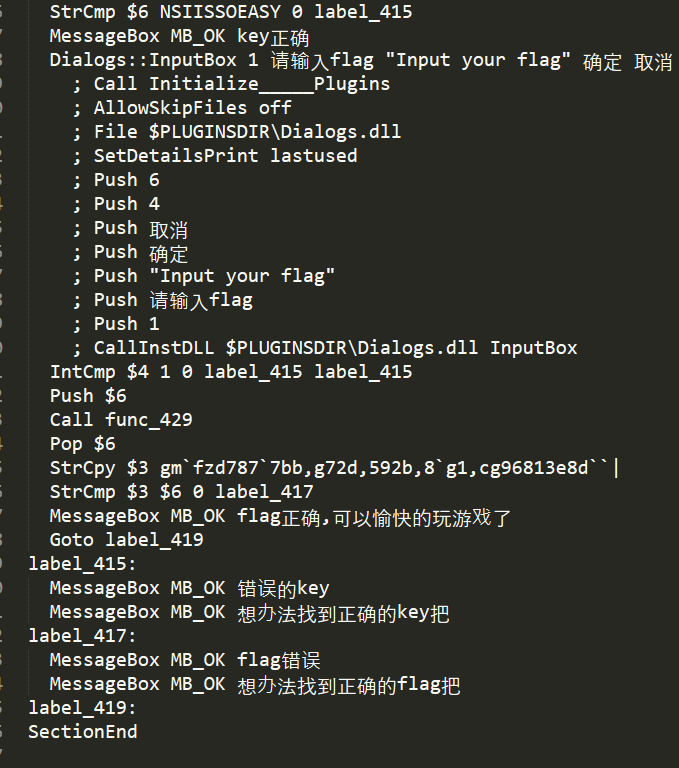 StrCmp $6 NSIISSOEASY 0 label_415
MessageBox MB_OK key正确
Dialogs::InputBox 1 请输入flag "Input your flag" 确定 取消
; Call Initialize_____Plugins
; AllowSkipFiles off
; File $PLUGINSDIR\Dialogs.dll
; SetDetailsPrint lastused
; Push 6
; Push 4
; Push 取消
; Push 确定
; Push "Input your flag"
; Push 请输入flag
; Push 1
; CallInstDLL $PLUGINSDIR\Dialogs.dll InputBox
IntCmp $4 1 0 label_415 label_415
Push $6
Call func_429
Pop $6
StrCpy $3 gm`fzd787`7bb,g72d,592b,8`g1,cg96813e8d``|
StrCmp $3 $6 0 label_417
MessageBox MB_OK flag正确,可以愉快的玩游戏了
Goto label_419
label_415:
MessageBox MB_OK 错误的key
MessageBox MB_OK 想办法找到正确的key把
label_417:
MessageBox MB_OK flag错误
MessageBox MB_OK 想办法找到正确的flag把
label_419:
SectionEnd